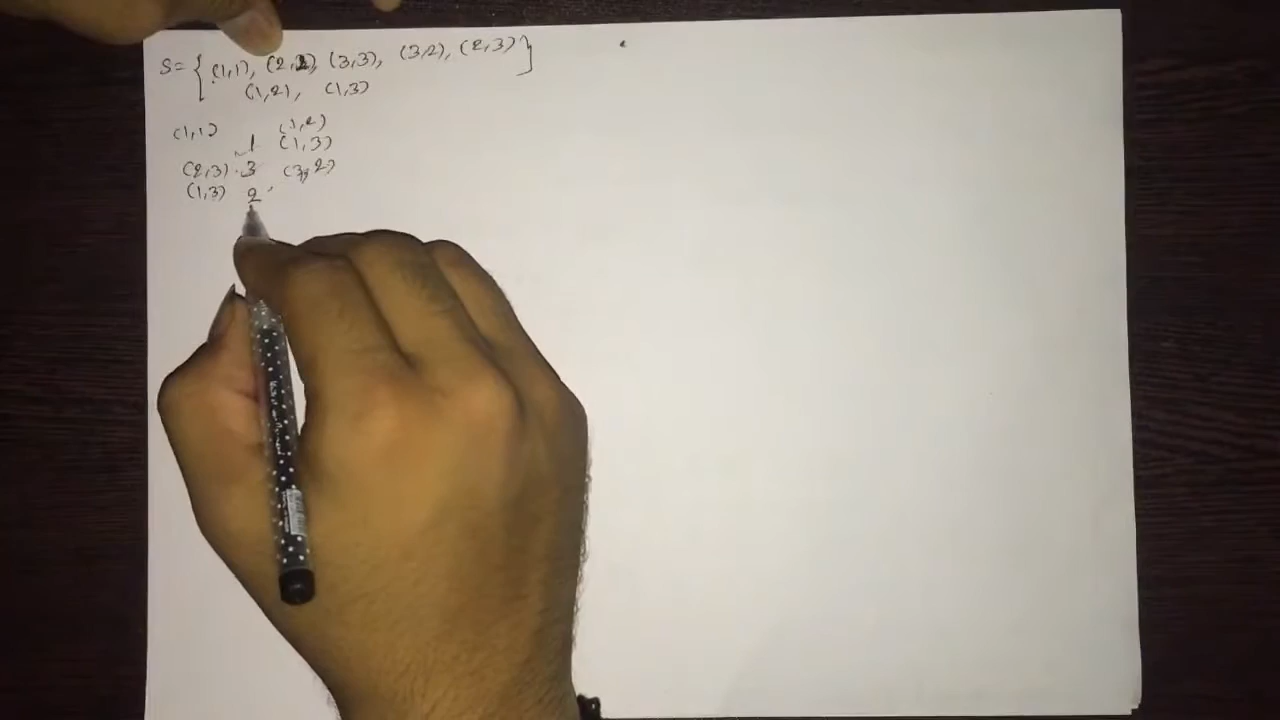 S = { (1,1), (2,2), (3,3), (3,2), (2,3) }
(1,2), (1,3)
(1,1) (1,2)
1 (1,3)
(2,3) 3 (3,2)
(1,3) 2